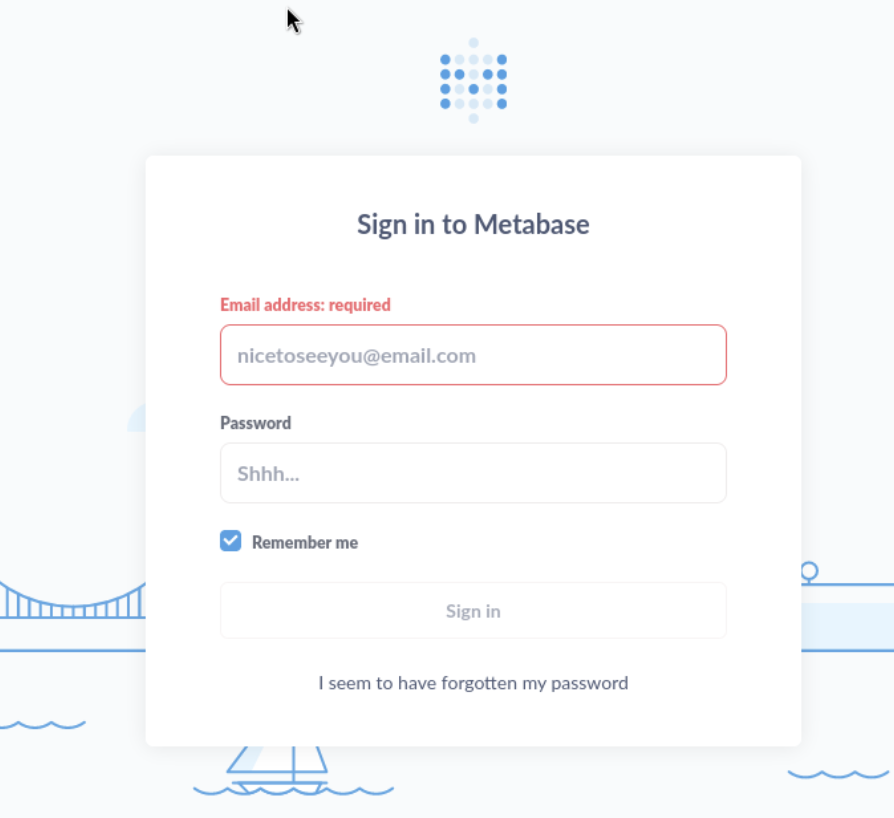 Sign in to Metabase
Email address: required
nicetoseeyou@email.com
Password
Shhh...
Remember me
Sign in
I seem to have forgotten my password